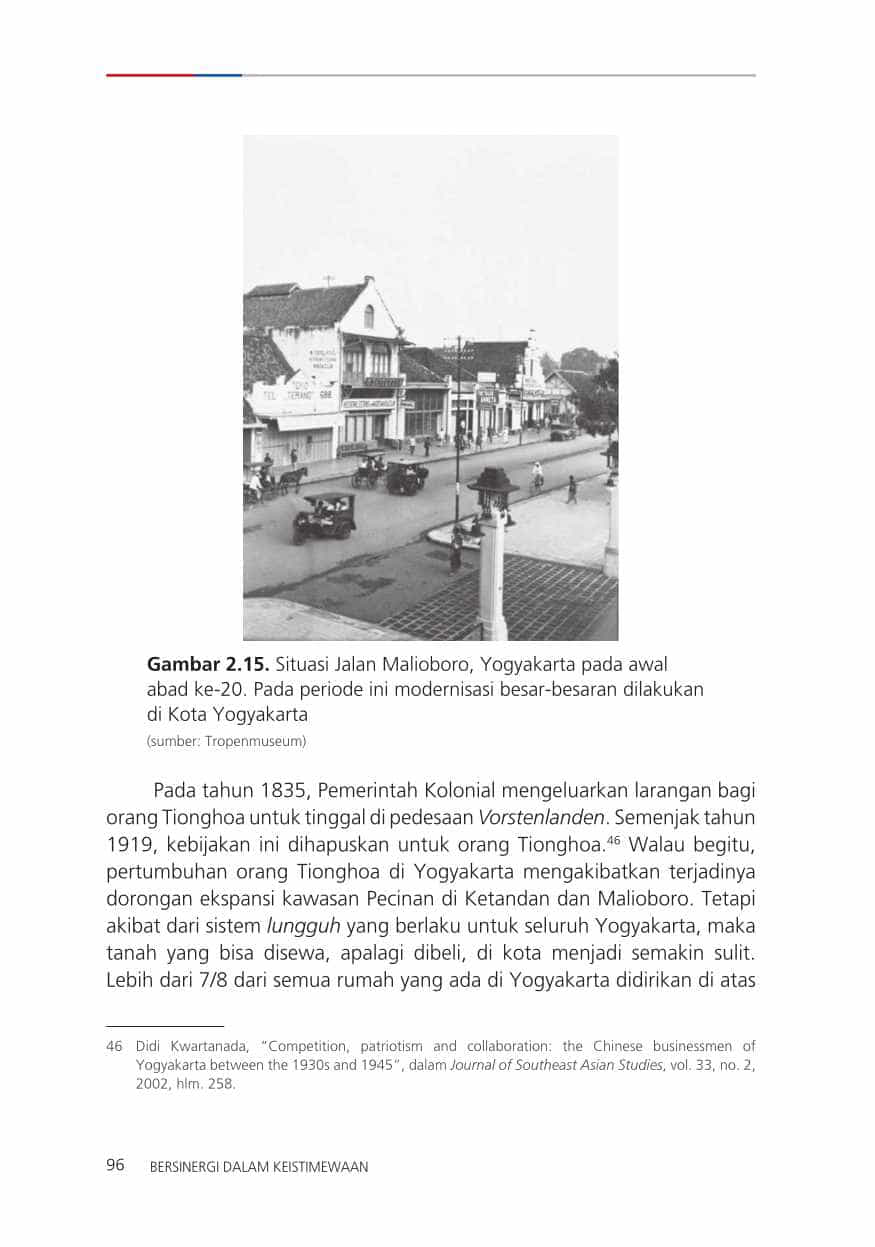 TOKO
Gambar 2.15. Situasi Jalan Malioboro, Yogyakarta pada awal
abad ke-20. Pada periode ini modernisasi besar-besaran dilakukan
di Kota Yogyakarta
(sumber: Tropenmuseum)
Pada tahun 1835, Pemerintah Kolonial mengeluarkan larangan bagi
orang Tionghoa untuk tinggal di pedesaan Vorstenlanden. Semenjak tahun
1919, kebijakan ini dihapuskan untuk orang Tionghoa.46 Walau begitu,
pertumbuhan orang Tionghoa di Yogyakarta mengakibatkan terjadinya
dorongan ekspansi kawasan Pecinan di Ketandan dan Malioboro. Tetapi
akibat dari sistem lungguh yang berlaku untuk seluruh Yogyakarta, maka
tanah yang bisa disewa, apalagi dibeli, di kota menjadi semakin sulit.
Lebih dari 7/8 dari semua rumah yang ada di Yogyakarta didirikan di atas
46 Didi Kwartanada, “Competition, patriotism and collaboration: the Chinese businessmen of
Yogyakarta between the 1930s and 1945”, dalam Journal of Southeast Asian Studies, vol. 33, no. 2,
2002, hlm. 258.
96 BERSINERGI DALAM KEISTIMEWAAN